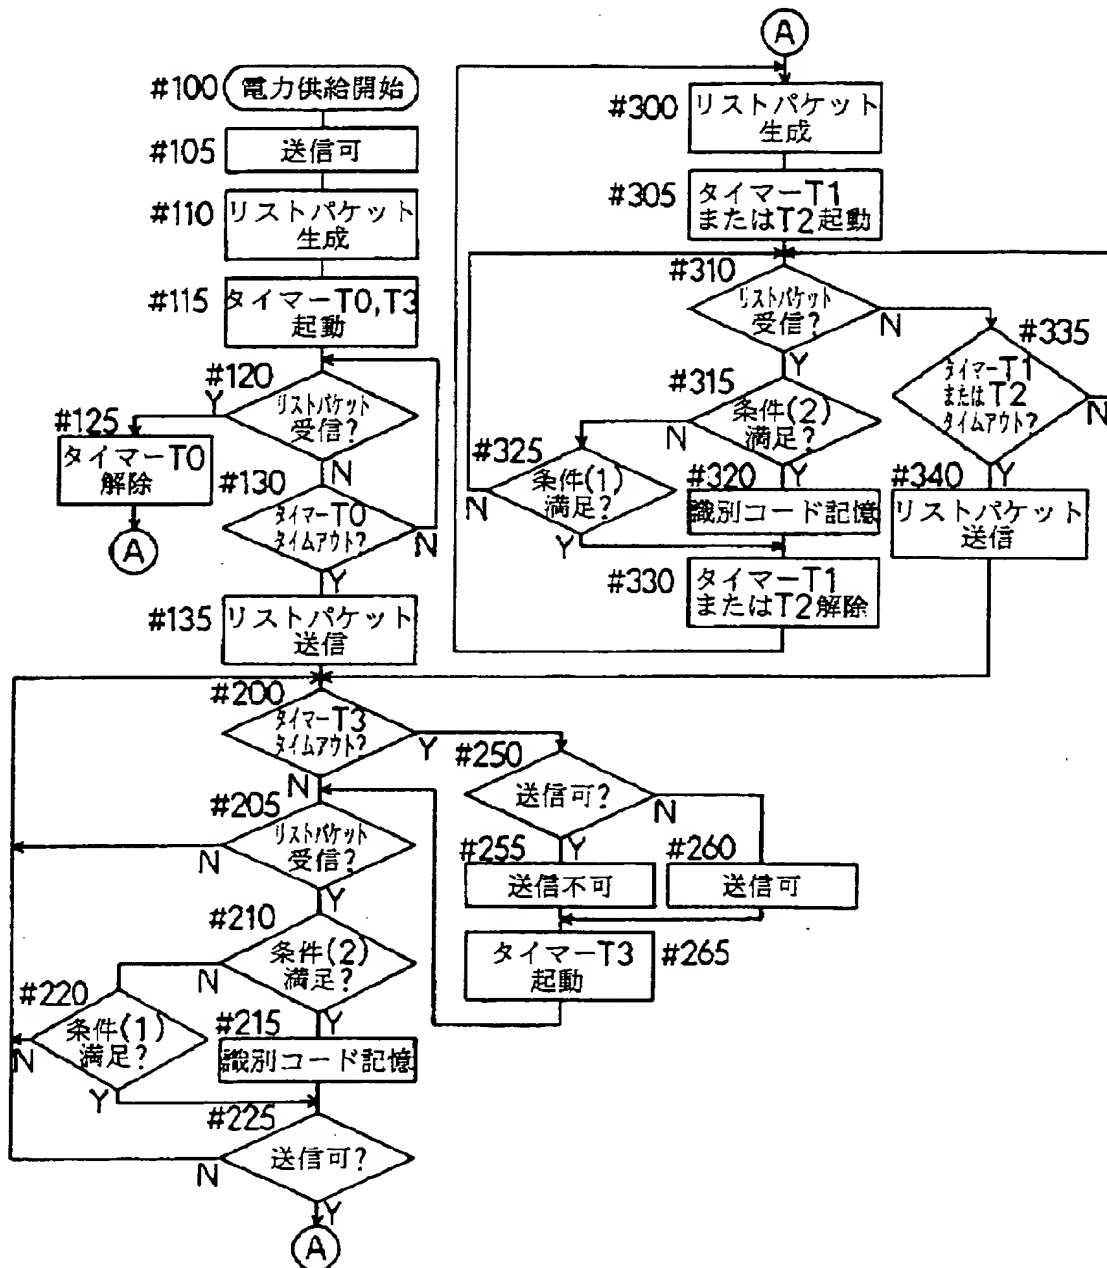 #100
電力供給開始
#105
送信可
#110
リストパケット
生成
#115
タイマーT0,T3
起動
#120
リストパケット
受信?
Y
N
#125
タイマーT0
解除
A
#130
タイマーT0
タイムアウト?
N
Y
#135
リストパケット
送信
#200
タイマーT3
タイムアウト?
Y
N
#205
リストパケット
受信?
N
Y
#210
条件(2)
満足?
N
Y
#215
識別コード記憶
#220
条件(1)
満足?
N
Y
#225
送信可?
N
Y
A
#250
送信可?
N
Y
#255
送信不可
#260
送信可
#265
タイマーT3
起動
A
#300
リストパケット
生成
#305
タイマーT1
またはT2起動
#310
リストパケット
受信?
N
Y
#315
条件(2)
満足?
N
Y
#320
識別コード記憶
#325
条件(1)
満足?
N
Y
#330
タイマーT1
またはT2解除
#335
タイマーT1
またはT2
タイムアウト?
N
Y
#340
リストパケット
送信